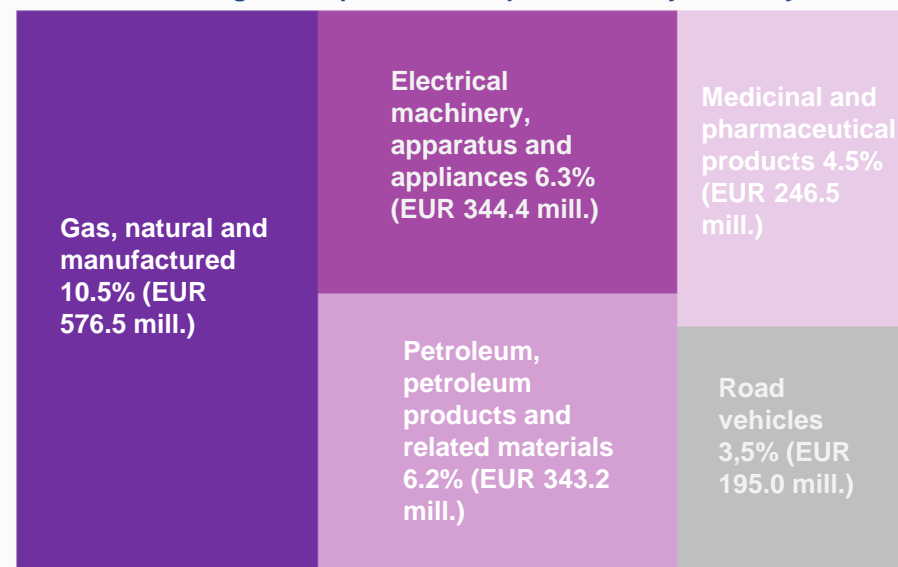 Gas, natural and
manufactured
10.5% (EUR
576.5 mill.)
Electrical
machinery,
apparatus and
appliances 6.3%
(EUR 344.4 mill.)
Petroleum,
petroleum
products and
related materials
6.2% (EUR 343.2
mill.)
Medicinal and
pharmaceutical
products 4.5%
(EUR 246.5
mill.)
Road
vehicles
3,5% (EUR
195.0 mill.)